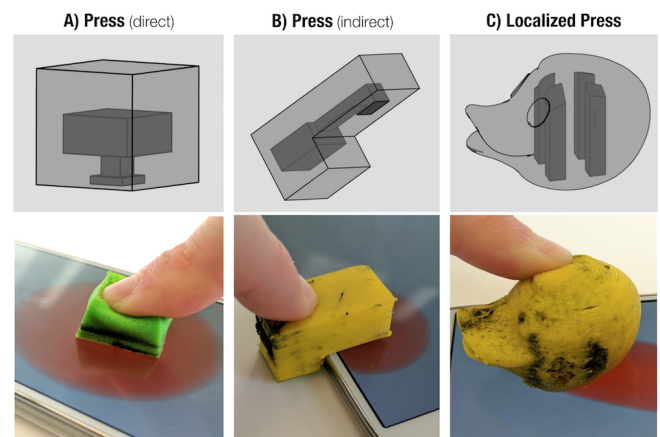 A) Press (direct)
B) Press (indirect)
C) Localized Press